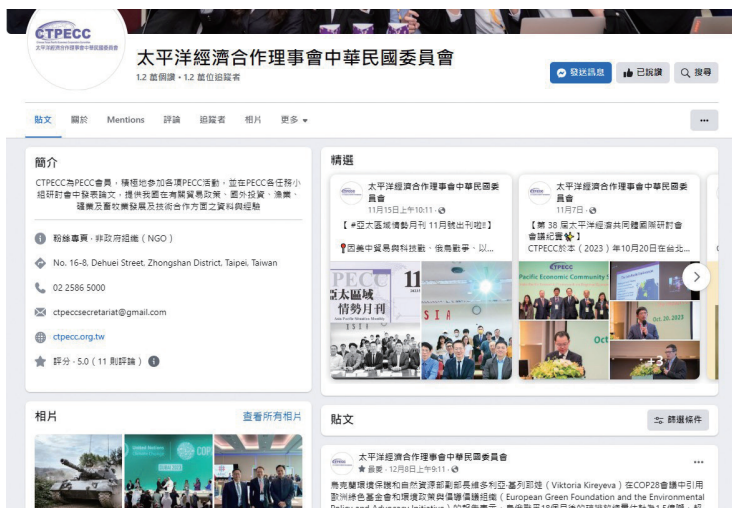 CTPECC
太平洋經濟合作理事會中華民國委員會
太平洋經濟合作理事會中華民國委員會
1.2 萬個讚 · 1.2 萬位追蹤者
發送訊息
已說讚
搜尋
貼文
關於
Mentions
評論
追蹤者
相片
更多
簡介
CTPECC為PECC會員，積極地參加各項PECC活動，並在PECC各任務小
組研討會中發表論文，提供我國在有關貿易政策、國外投資、漁業、
礦業及畜牧業發展及技術合作方面之資料與經驗
粉絲專頁 · 非政府組織（NGO）
No. 16-8, Dehuei Street, Zhongshan District, Taipei, Taiwan
02 2586 5000
ctpeccsecretariat@gmail.com
ctpecc.org.tw
評分 · 5.0（11 則評論）
相片
查看所有相片
United Nations
COP
精選
太平洋經濟合作理事會中華民國委
員會
11月15日上午10:11
【 #亞太區域情勢月刊 11月號出刊啦!】
因美中貿易與科技戰、俄烏戰爭、以...
PECC
11
亞太區域
情勢月刊
SIA
太平洋經濟合作理事會中華民國委
員會
11月7日
【第 38 屆太平洋經濟共同體國際研討會
會議紀實】
CTPECC於本（2023）年10月20日在台北...
CTPECC
Pacific Economic Community S
Oct. 20, 2023
Oct
+3
貼文
篩選條件
太平洋經濟合作理事會中華民國委員會
最愛 · 12月8日上午9:11
烏克蘭環境保護和自然資源部副部長維多利亞·基列耶娃（Viktoria Kireyeva）在COP28會議中引用
歐洲綠色基金會和環境政策與倡導倡議組織（European Green Foundation and the Environmental